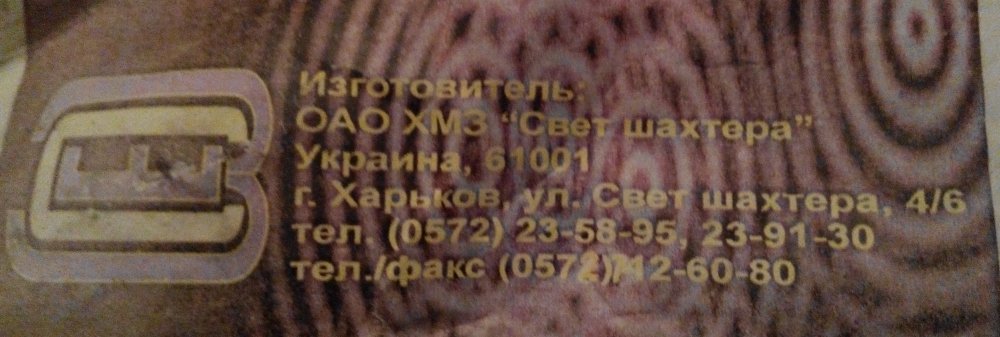 Изготовитель:
ОАО ХМЗ "Свет шахтера"
Украина, 61001
г. Харьков, ул. Свет шахтера, 4/6
тел. (0572) 23-58-95, 23-91-30
тел./факс (0572) 12-60-80